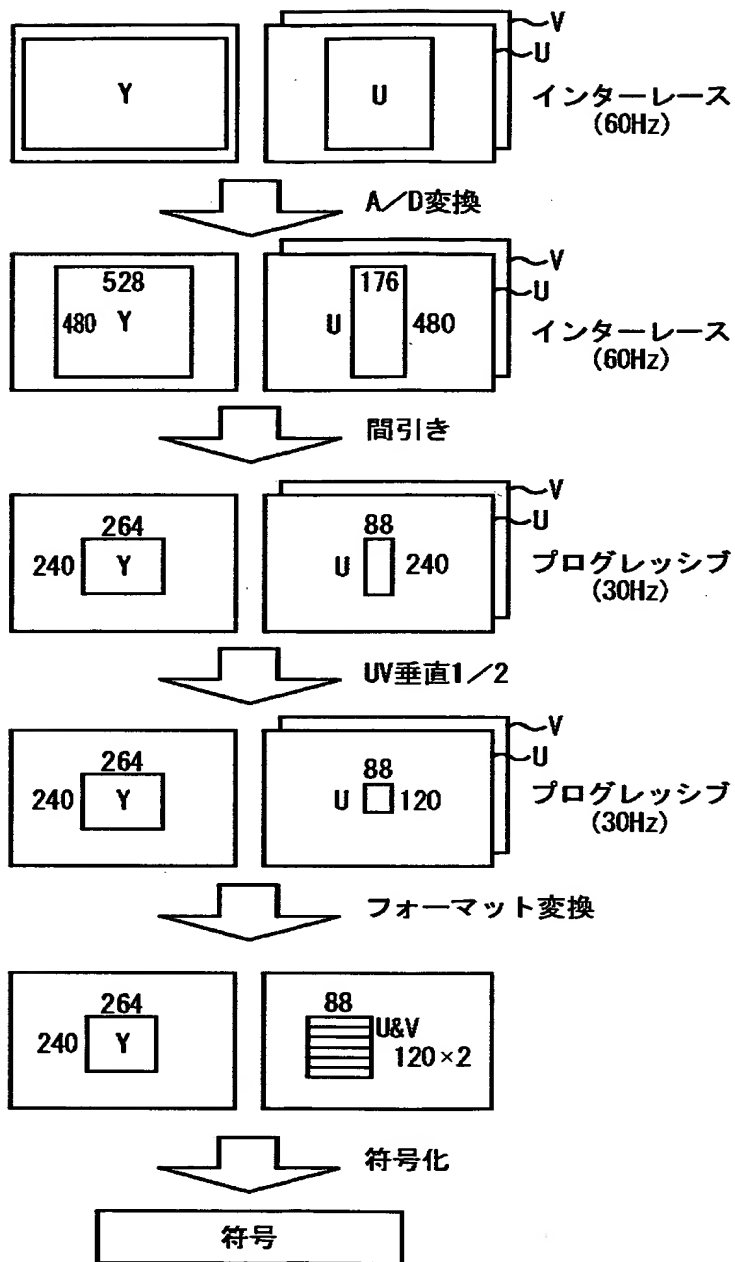 V
U
Y
U
インターレース
(60Hz)
A／D変換
V
U
528
480
Y
176
U
480
インターレース
(60Hz)
間引き
V
U
264
240
Y
88
U
240
プログレッシブ
(30Hz)
UV垂直1／2
V
U
264
240
Y
88
U
120
プログレッシブ
(30Hz)
フォーマット変換
264
240
Y
88
U&V
120×2
符号化
符号